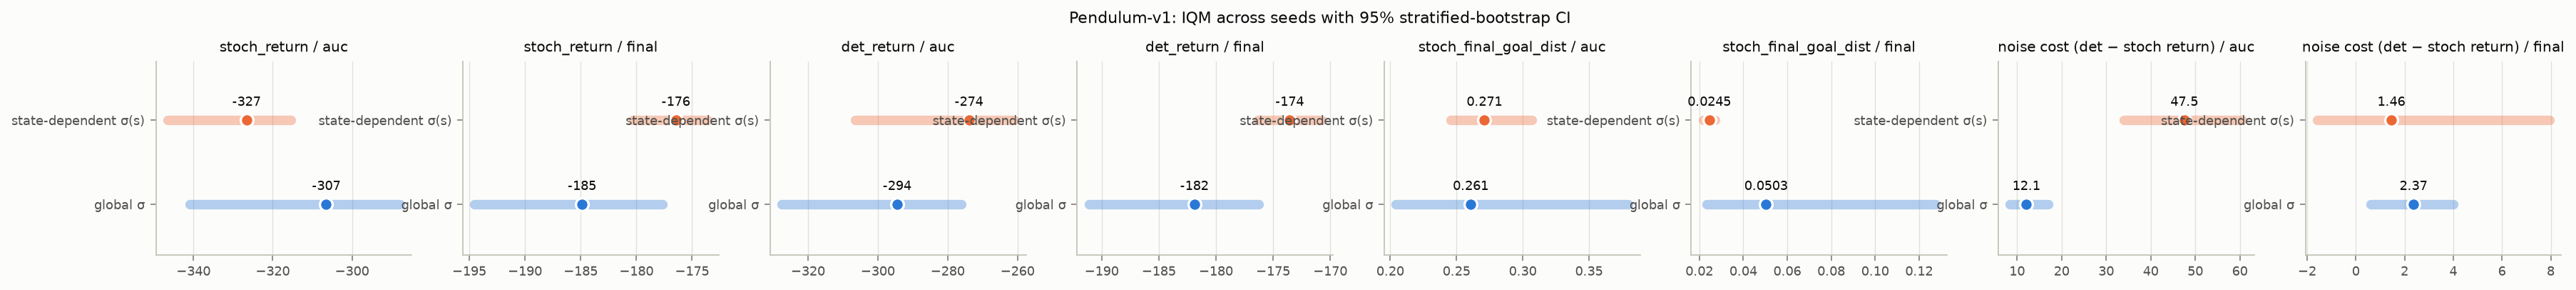 Pendulum-v1: IQM across seeds with 95% stratified-bootstrap CI
stoch_return / auc
state-dependent σ(s)
global σ
-327
-307
−340
−320
−300
stoch_return / final
state-dependent σ(s)
global σ
-176
-185
−195
−190
−185
−180
−175
det_return / auc
state-dependent σ(s)
global σ
-274
-294
−320
−300
−280
−260
det_return / final
state-dependent σ(s)
global σ
-174
-182
−190
−185
−180
−175
−170
stoch_final_goal_dist / auc
state-dependent σ(s)
global σ
0.271
0.261
0.20
0.25
0.30
0.35
stoch_final_goal_dist / final
state-dependent σ(s)
global σ
0.0245
0.0503
0.02
0.04
0.06
0.08
0.10
0.12
noise cost (det − stoch return) / auc
state-dependent σ(s)
global σ
47.5
12.1
10
20
30
40
50
60
noise cost (det − stoch return) / final
state-dependent σ(s)
global σ
1.46
2.37
−2
0
2
4
6
8